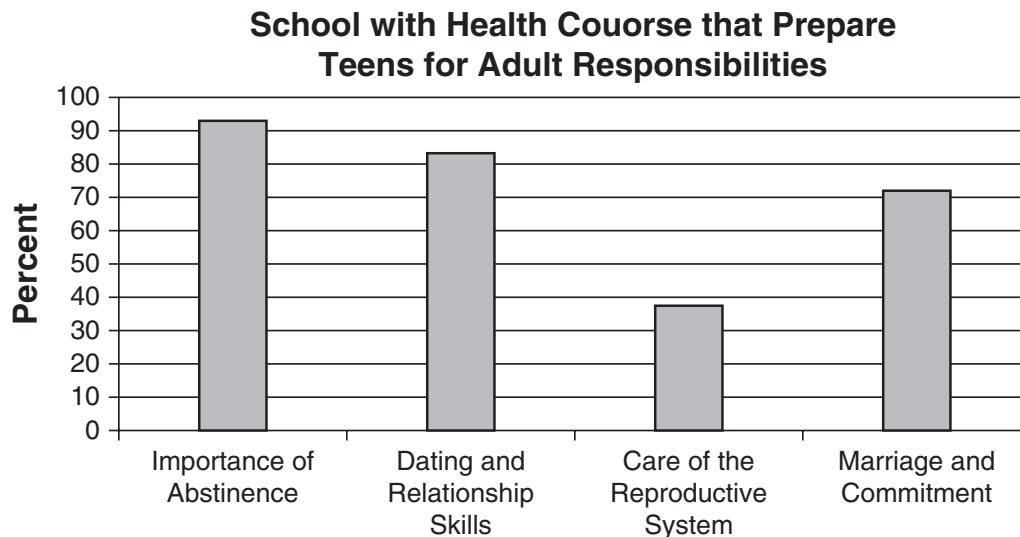 School with Health Couorse that Prepare
Teens for Adult Responsibilities
Percent
100
90
80
70
60
50
40
30
20
10
0
Importance of
Abstinence
Dating and
Relationship
Skills
Care of the
Reproductive
System
Marriage and
Commitment